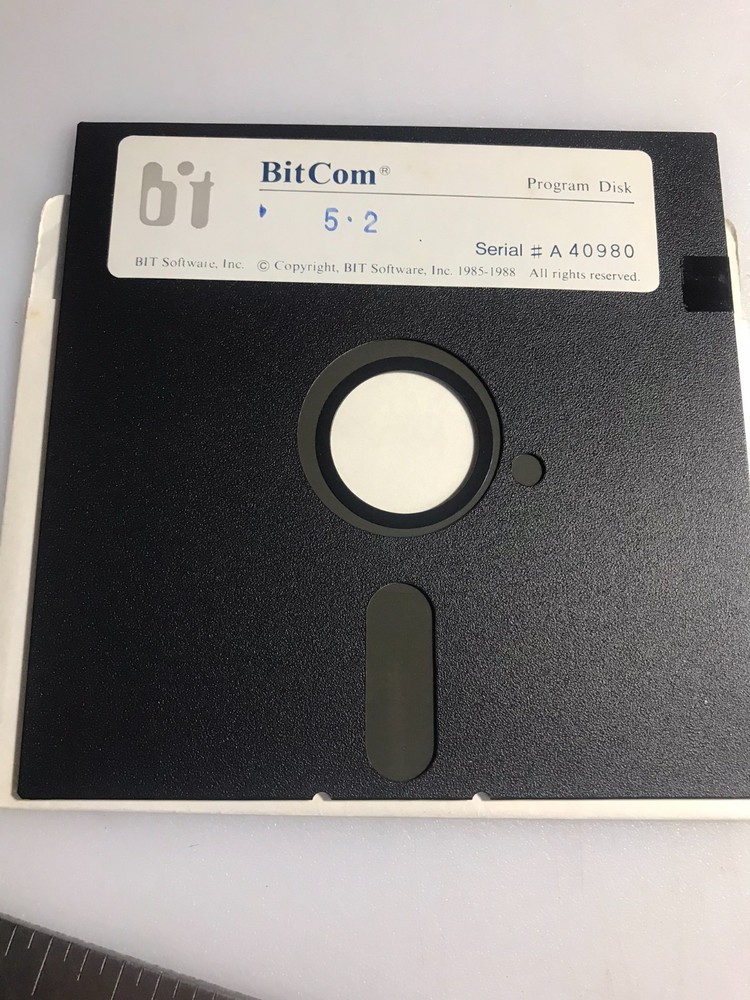 bit
BitCom®
Program Disk
5.2
Serial # A 40980
BIT Software, Inc. © Copyright, BIT Software, Inc. 1985-1988 All rights reserved.